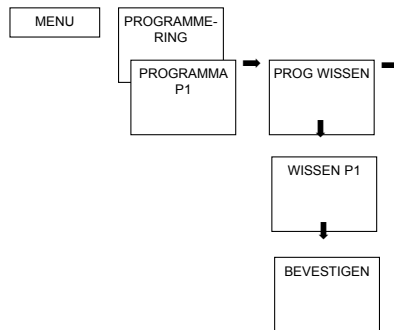 MENU
PROGRAMME-
RING
PROGRAMMA
P1
PROG WISSEN
WISSEN P1
BEVESTIGEN